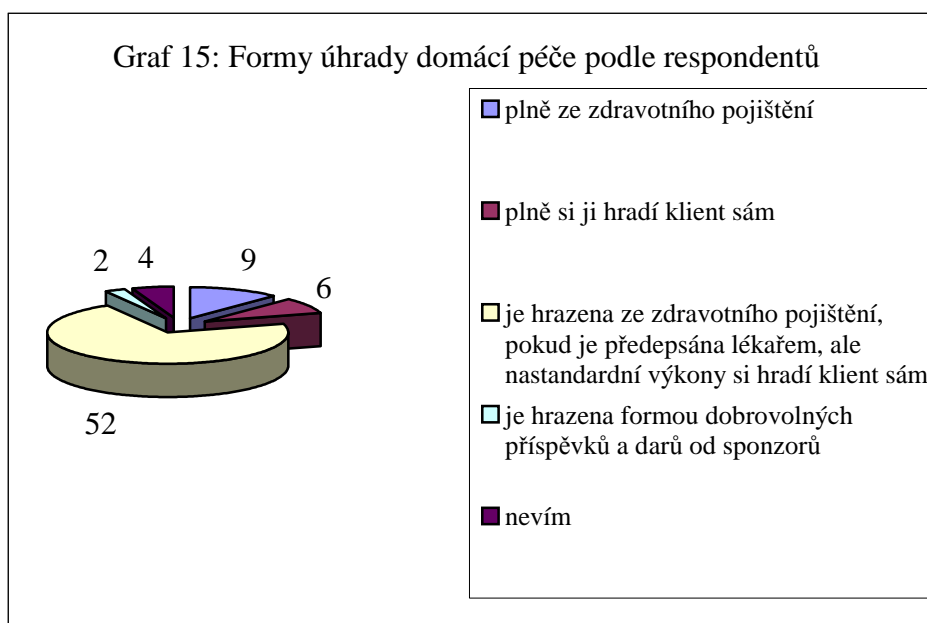 Graf 15: Formy úhrady domácí péče podle respondentů
9
6
52
2
4
plně ze zdravotního pojištění
plně si ji hradí klient sám
je hrazena ze zdravotního pojištění,
pokud je předepsána lékařem, ale
nastandardní výkony si hradí klient sám
je hrazena formou dobrovolných
příspěvků a darů od sponzorů
nevím